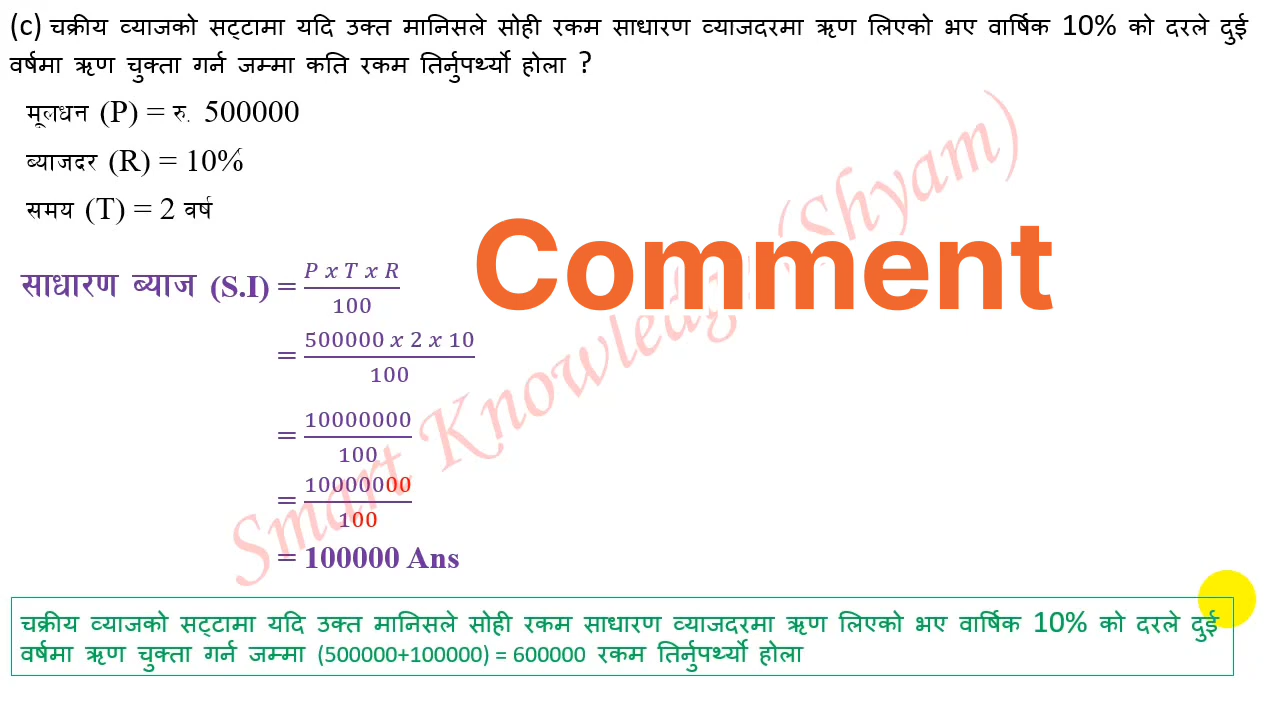 (c) चक्रीय व्याजको सट्टामा यदि उक्त मानिसले सोही रकम साधारण व्याजदरमा ऋण लिएको भए वार्षिक 10% को दरले दुई
वर्षमा ऋण चुक्ता गर्न जम्मा कति रकम तिर्नुपर्थ्यो होला ?
मूलधन (P) = रु. 500000
ब्याजदर (R) = 10%
समय (T) = 2 वर्ष
Comment
साधारण ब्याज (S.I) = P x T x R
100
= 500000 x 2 x 10
100
= 10000000
100
= 10000000
100
= 100000 Ans
Smart Knowledge (Shyam)
चक्रीय व्याजको सट्टामा यदि उक्त मानिसले सोही रकम साधारण व्याजदरमा ऋण लिएको भए वार्षिक 10% को दरले दुई
वर्षमा ऋण चुक्ता गर्न जम्मा (500000+100000) = 600000 रकम तिर्नुपर्थ्यो होला